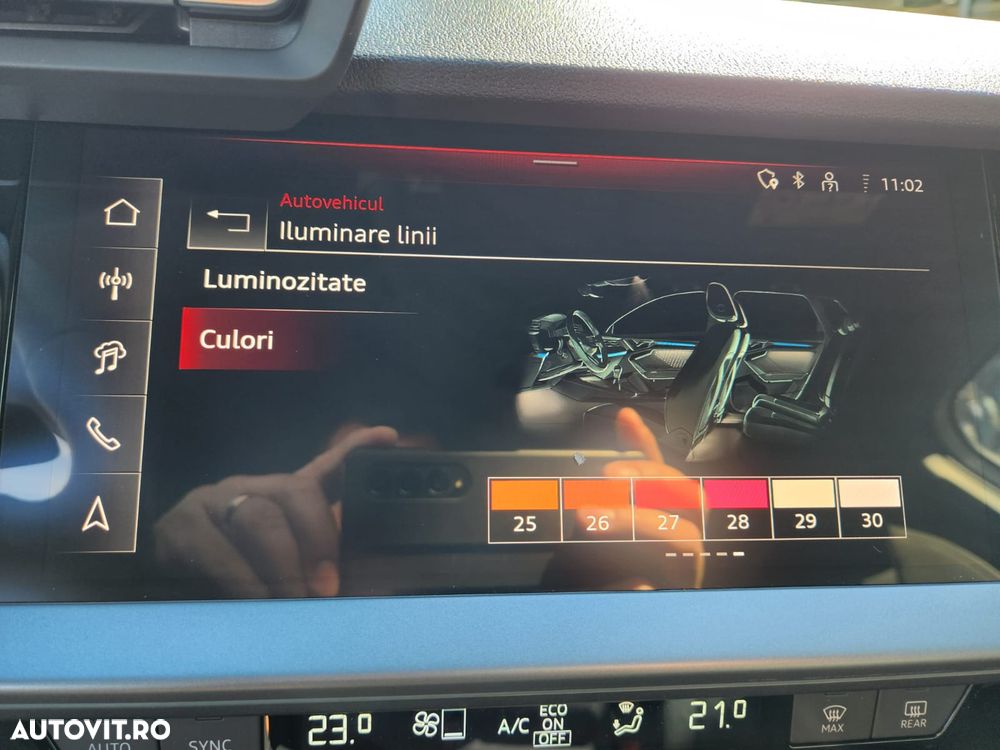 11:02
Autovehicul
Iluminare linii
Luminozitate
Culori
25 26 27 28 29 30
23.0 A/C ECO ON OFF 21.0
MAX REAR
AUTO SYNC
AUTOVIT.RO